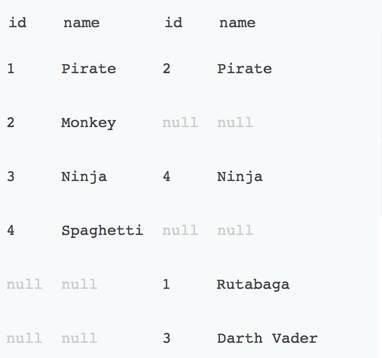 id name id name
1 Pirate 2 Pirate
2 Monkey null null
3 Ninja 4 Ninja
4 Spaghetti null null
null null 1 Rutabaga
null null 3 Darth Vader